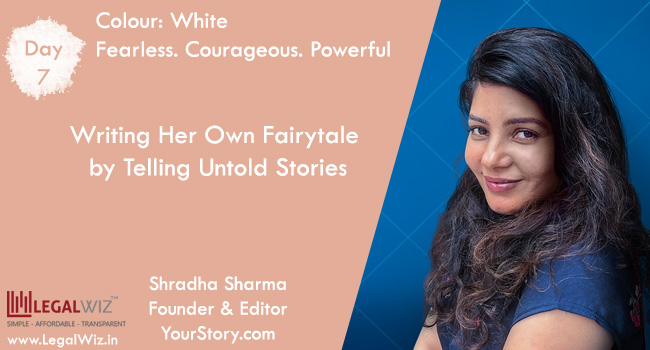 Day
7
Colour: White
Fearless. Courageous. Powerful
Writing Her Own Fairytale
by Telling Untold Stories
Shradha Sharma
Founder & Editor
YourStory.com
LEGALWIZ™
SIMPLE - AFFORDABLE - TRANSPARENT
www.LegalWiz.in